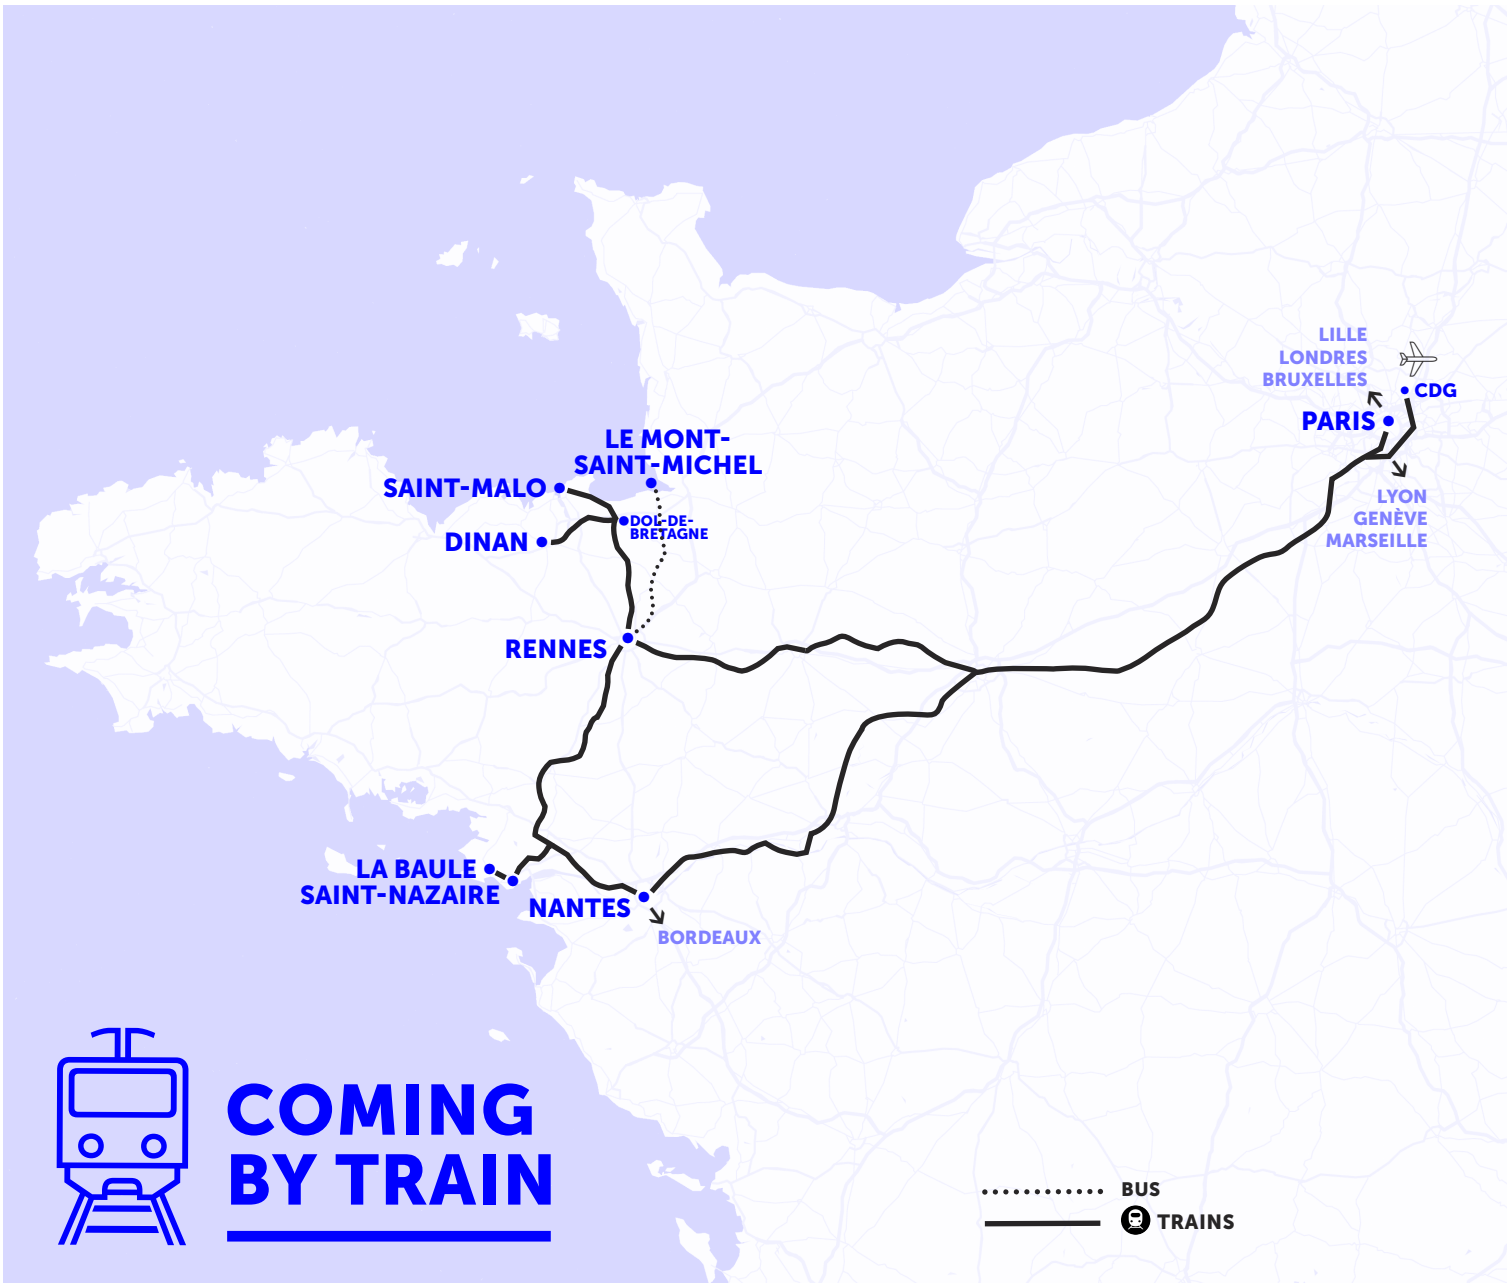 LILLE
LONDRES
BRUXELLES
CDG
PARIS
LYON
GENÈVE
MARSEILLE
LE MONT-
SAINT-MICHEL
SAINT-MALO
DOL-DE-
BRETAGNE
DINAN
RENNES
LA BAULE
SAINT-NAZAIRE
NANTES
BORDEAUX
COMING
BY TRAIN
BUS
TRAINS